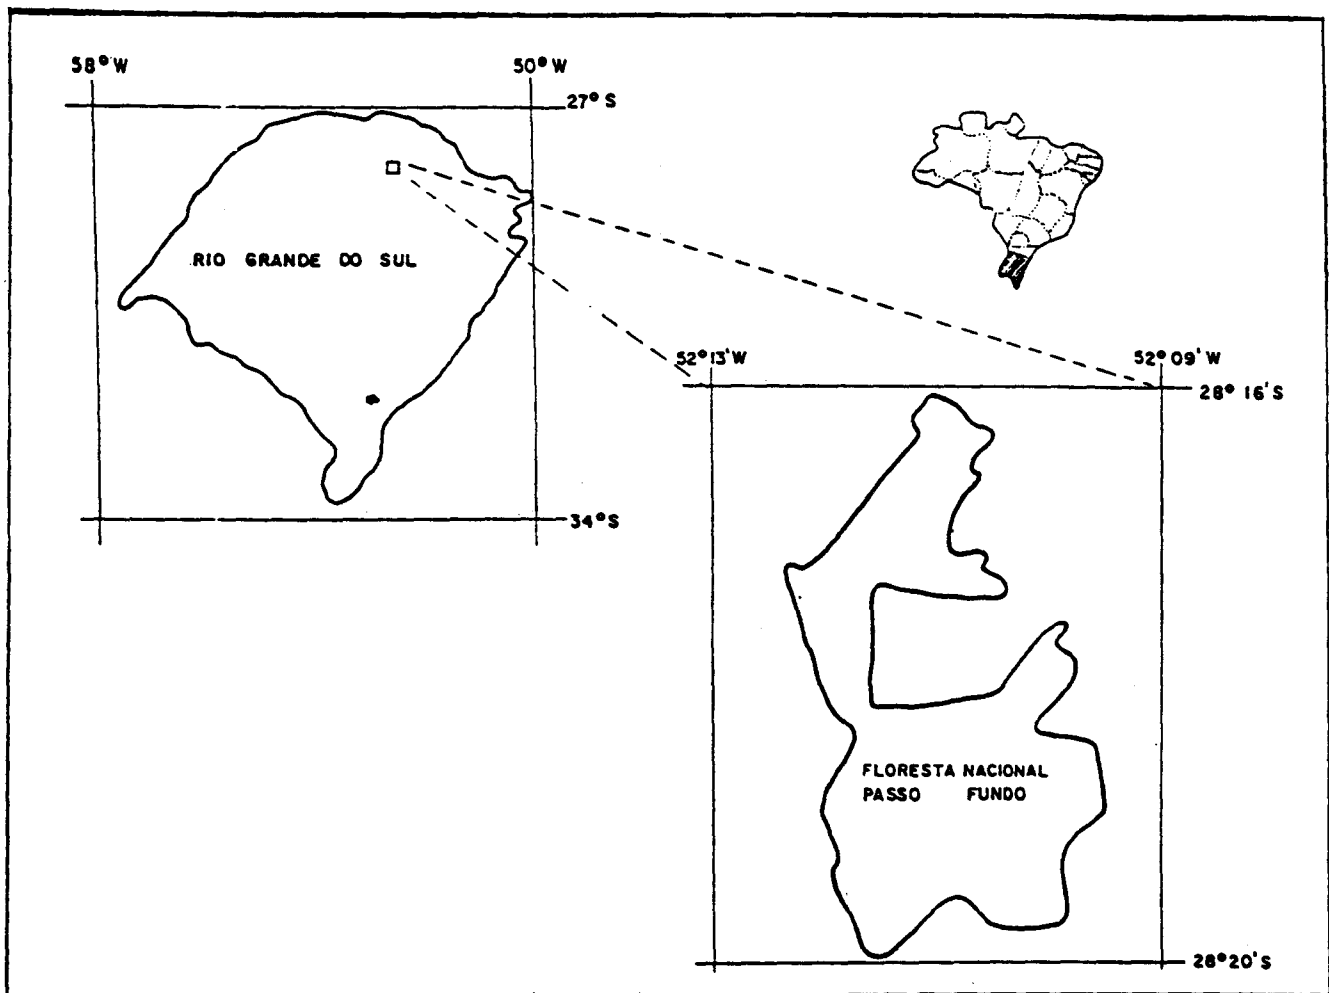 58° W
50° W
27° S
RIO GRANDE DO SUL
34° S
52° 13' W
52° 09' W
28° 16' S
FLORESTA NACIONAL
PASSO FUNDO
28° 20' S